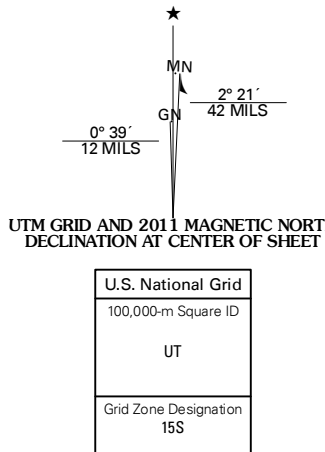 ★
MN
GN
2° 21´
42 MILS
0° 39´
12 MILS
UTM GRID AND 2011 MAGNETIC NORT
DECLINATION AT CENTER OF SHEET
U.S. National Grid
100,000-m Square ID
UT
Grid Zone Designation
15S